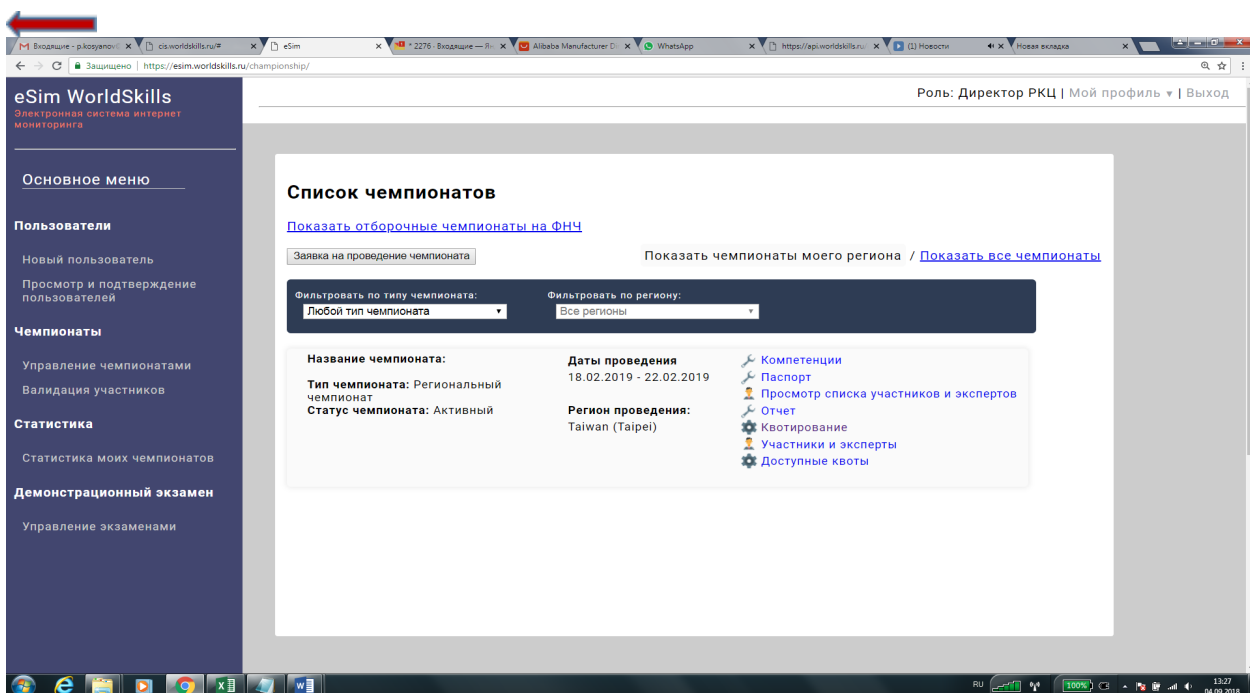 Входящие - p.kosyanov
cis.worldskills.ru/#
eSim
* 2276 · Входящие — Ян
Alibaba Manufacturer Di
WhatsApp
https://api.worldskills.ru/
(1) Новости
Новая вкладка
Защищено | https://esim.worldskills.ru/championship/
eSim WorldSkills
Электронная система интернет
мониторинга
Роль: Директор РКЦ | Мой профиль ▾ | Выход
Основное меню
Пользователи
Новый пользователь
Просмотр и подтверждение
пользователей
Чемпионаты
Управление чемпионатами
Валидация участников
Статистика
Статистика моих чемпионатов
Демонстрационный экзамен
Управление экзаменами
Список чемпионатов
Показать отборочные чемпионаты на ФНЧ
Заявка на проведение чемпионата
Показать чемпионаты моего региона / Показать все чемпионаты
Фильтровать по типу чемпионата:
Любой тип чемпионата
Фильтровать по региону:
Все регионы
Название чемпионата:
Тип чемпионата: Региональный
чемпионат
Статус чемпионата: Активный
Даты проведения
18.02.2019 - 22.02.2019
Регион проведения:
Taiwan (Taipei)
Компетенции
Паспорт
Просмотр списка участников и экспертов
Отчет
Квотирование
Участники и эксперты
Доступные квоты
RU
100%
13:27
04.09.2018